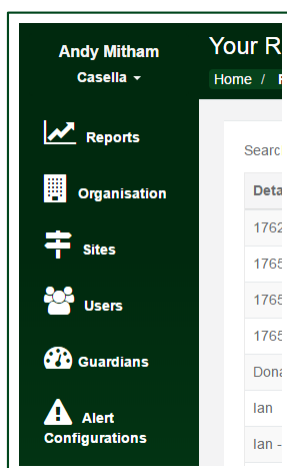 Andy Mitham
Casella
Your R
Home /
Reports
Searc
Organisation
Deta
1762
Sites
1765
Users
1765
1765
Guardians
Dona
Ian
Alert
Configurations
Ian -